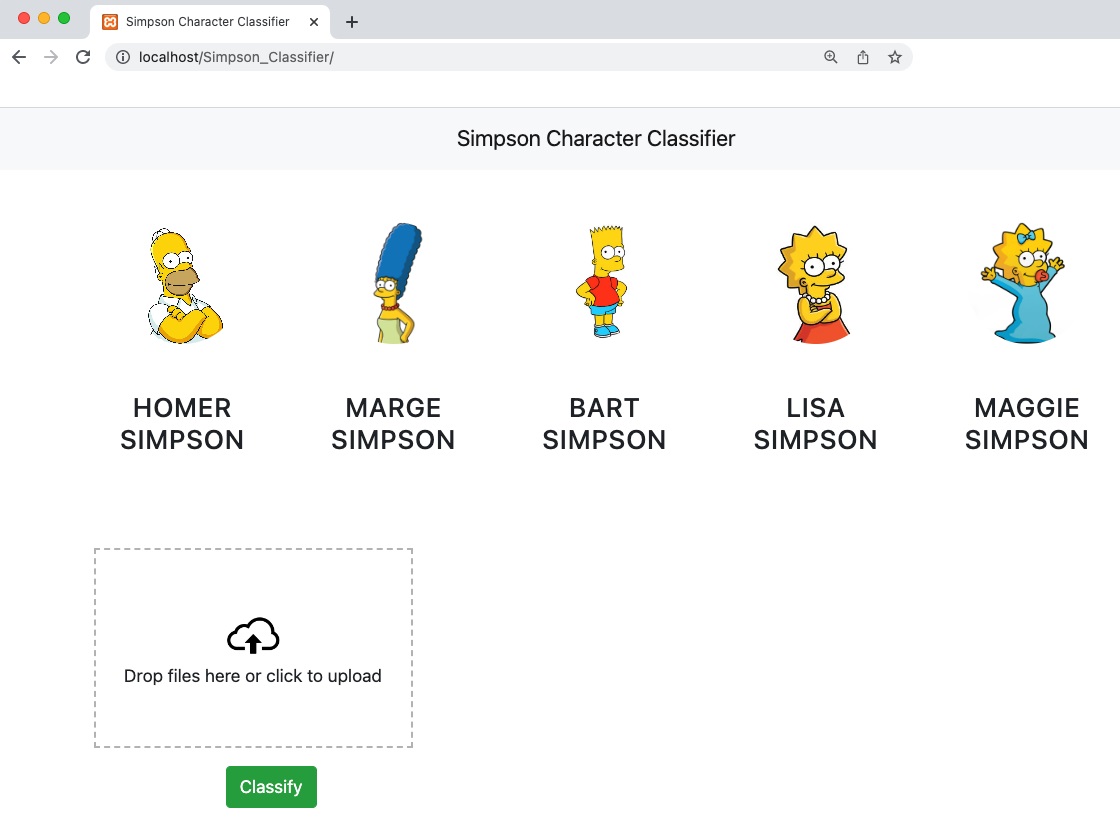 Simpson Character Classifier
localhost/Simpson_Classifier/
Simpson Character Classifier
HOMER SIMPSON
MARGE SIMPSON
BART SIMPSON
LISA SIMPSON
MAGGIE SIMPSON
Drop files here or click to upload
Classify